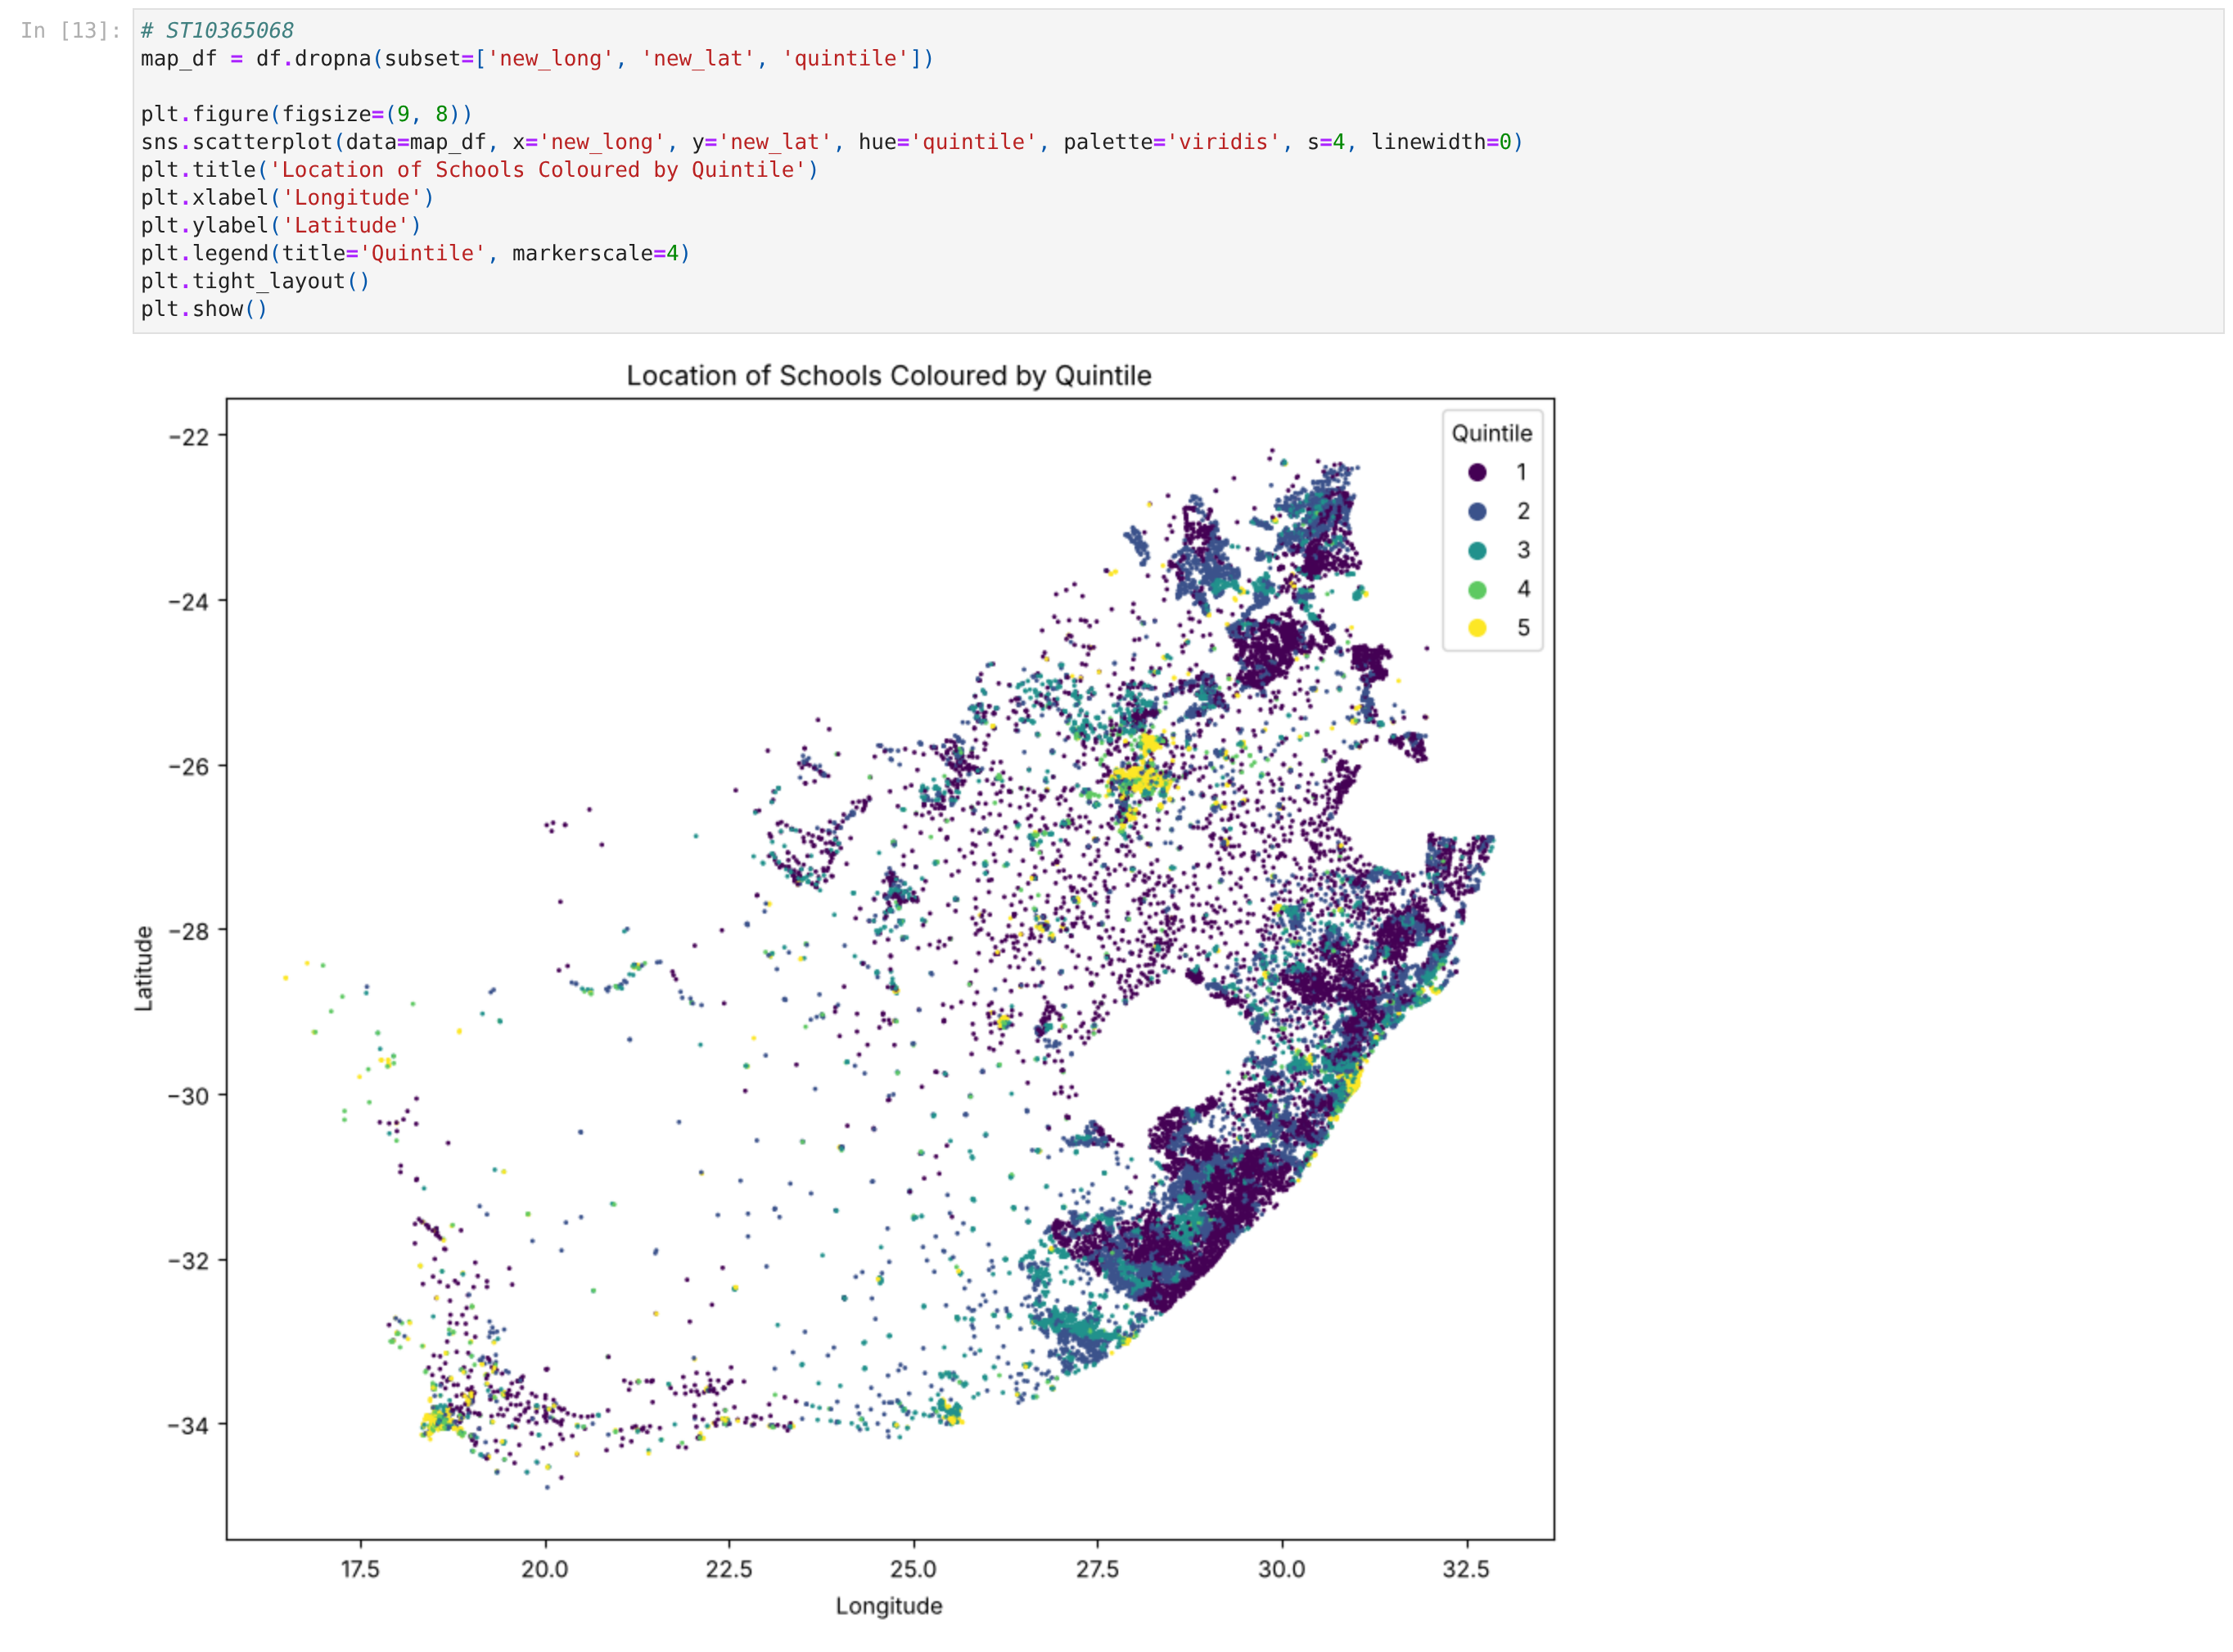 In [13]:
# ST10365068
map_df = df.dropna(subset=['new_long', 'new_lat', 'quintile'])
plt.figure(figsize=(9, 8))
sns.scatterplot(data=map_df, x='new_long', y='new_lat', hue='quintile', palette='viridis', s=4, linewidth=0)
plt.title('Location of Schools Coloured by Quintile')
plt.xlabel('Longitude')
plt.ylabel('Latitude')
plt.legend(title='Quintile', markerscale=4)
plt.tight_layout()
plt.show()
Location of Schools Coloured by Quintile
Quintile
1
2
3
4
5
−22
−24
−26
−28
−30
−32
−34
Latitude
17.5 20.0 22.5 25.0 27.5 30.0 32.5
Longitude